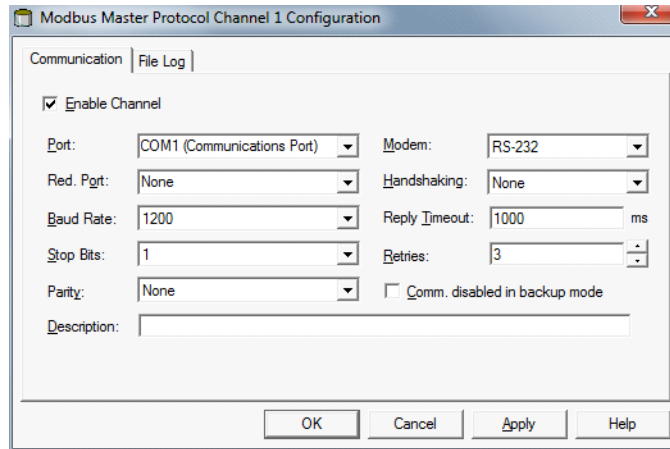 Modbus Master Protocol Channel 1 Configuration
Communication File Log
Enable Channel
Port: COM1 (Communications Port) Modem: RS-232
Red. Port: None Handshaking: None
Baud Rate: 1200 Reply Timeout: 1000 ms
Stop Bits: 1 Retries: 3
Parity: None Comm. disabled in backup mode
Description:
OK Cancel Apply Help